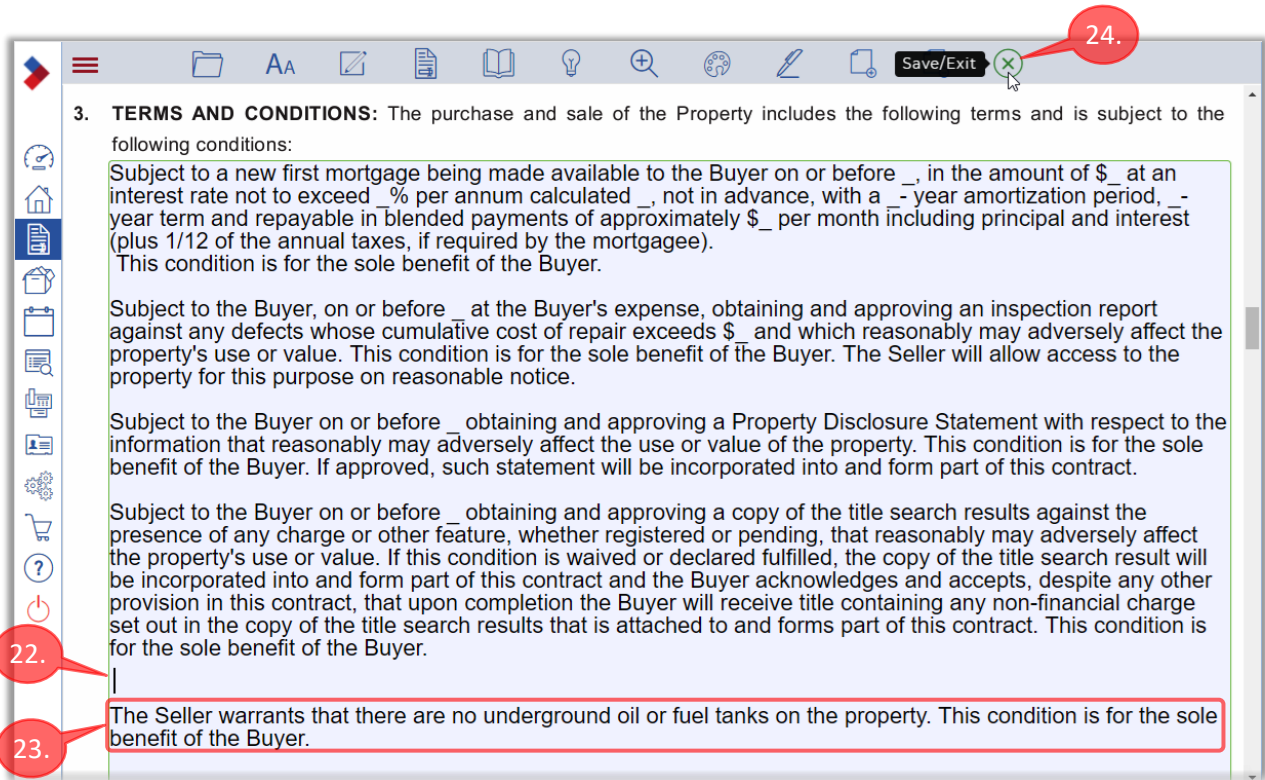 24.
AA
Save/Exit
3. TERMS AND CONDITIONS: The purchase and sale of the Property includes the following terms and is subject to the
following conditions:
Subject to a new first mortgage being made available to the Buyer on or before _, in the amount of $_ at an
interest rate not to exceed _% per annum calculated _, not in advance, with a _- year amortization period, _-
year term and repayable in blended payments of approximately $_ per month including principal and interest
(plus 1/12 of the annual taxes, if required by the mortgagee).
This condition is for the sole benefit of the Buyer.
Subject to the Buyer, on or before _ at the Buyer's expense, obtaining and approving an inspection report
against any defects whose cumulative cost of repair exceeds $_ and which reasonably may adversely affect the
property's use or value. This condition is for the sole benefit of the Buyer. The Seller will allow access to the
property for this purpose on reasonable notice.
Subject to the Buyer on or before _ obtaining and approving a Property Disclosure Statement with respect to the
information that reasonably may adversely affect the use or value of the property. This condition is for the sole
benefit of the Buyer. If approved, such statement will be incorporated into and form part of this contract.
Subject to the Buyer on or before _ obtaining and approving a copy of the title search results against the
presence of any charge or other feature, whether registered or pending, that reasonably may adversely affect
the property's use or value. If this condition is waived or declared fulfilled, the copy of the title search result will
be incorporated into and form part of this contract and the Buyer acknowledges and accepts, despite any other
provision in this contract, that upon completion the Buyer will receive title containing any non-financial charge
set out in the copy of the title search results that is attached to and forms part of this contract. This condition is
for the sole benefit of the Buyer.
22.
The Seller warrants that there are no underground oil or fuel tanks on the property. This condition is for the sole
benefit of the Buyer.
23.